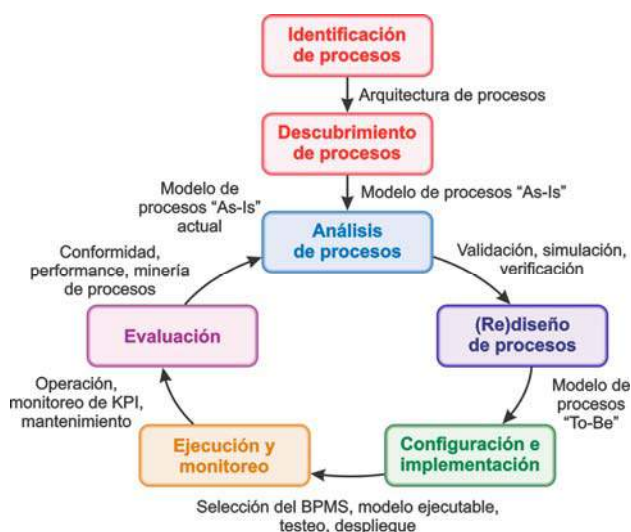 Identificación
de procesos
Arquitectura de procesos
Descubrimiento
de procesos
Modelo de
procesos “As-Is”
actual
Modelo de procesos “As-Is”
Análisis
de procesos
Conformidad,
performance, minería
de procesos
Validación, simulación,
verificación
Evaluación
(Re)diseño
de procesos
Operación,
monitoreo de KPI,
mantenimiento
Modelo de
procesos
“To-Be”
Ejecución y
monitoreo
Configuración e
implementación
Selección del BPMS, modelo ejecutable,
testeo, despliegue